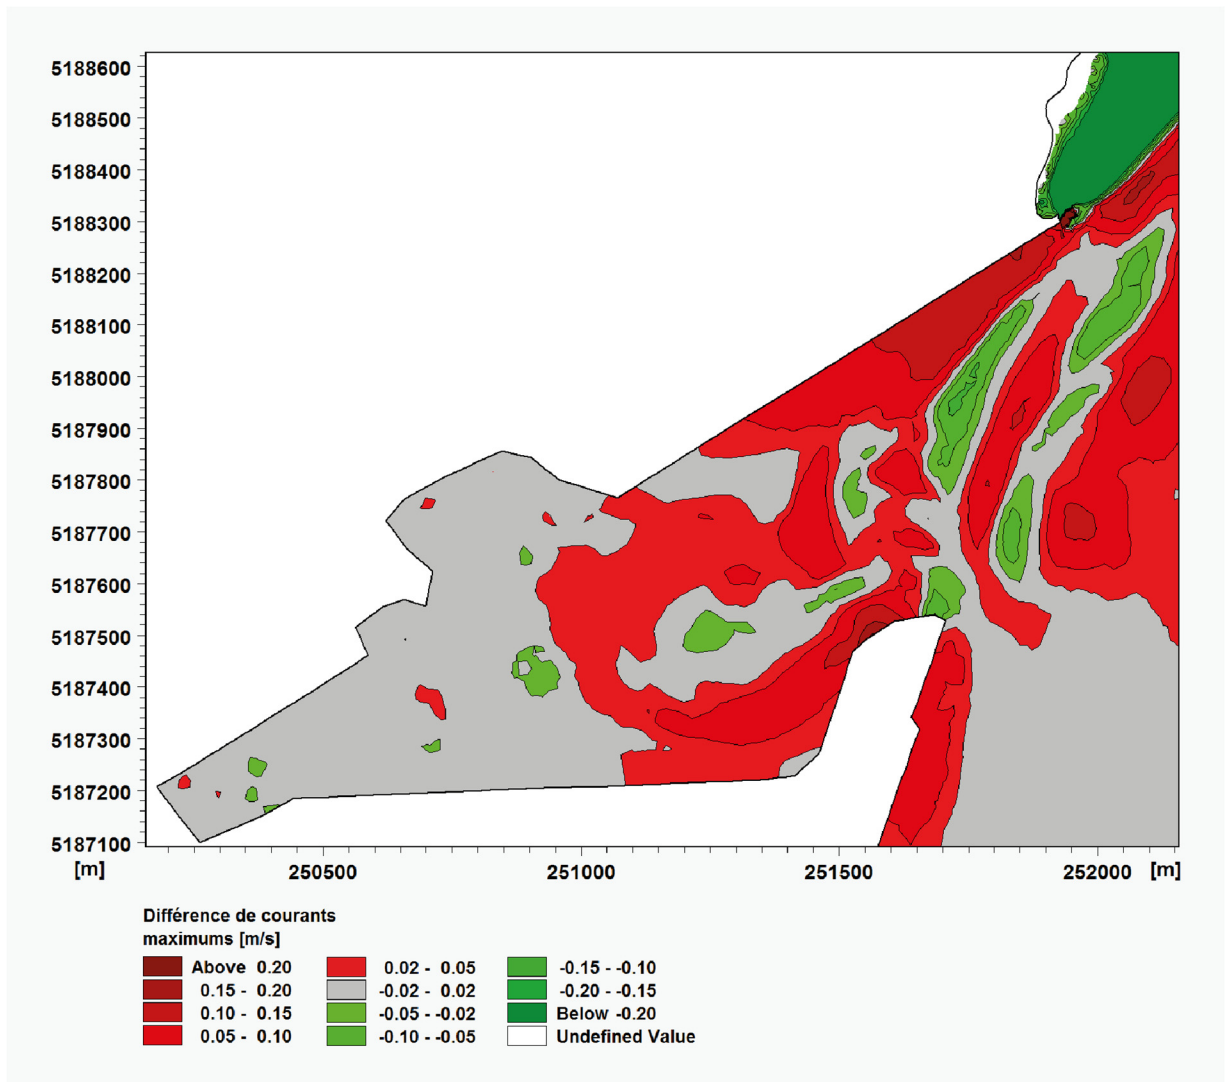 5188600
5188500
5188400
5188300
5188200
5188100
5188000
5187900
5187800
5187700
5187600
5187500
5187400
5187300
5187200
5187100
[m] 250500 251000 251500 252000 [m]
Différence de courants
maximums [m/s]
Above 0.20
0.15 - 0.20
0.10 - 0.15
0.05 - 0.10
0.02 - 0.05
-0.02 - 0.02
-0.05 - -0.02
-0.10 - -0.05
-0.15 - -0.10
-0.20 - -0.15
Below -0.20
Undefined Value